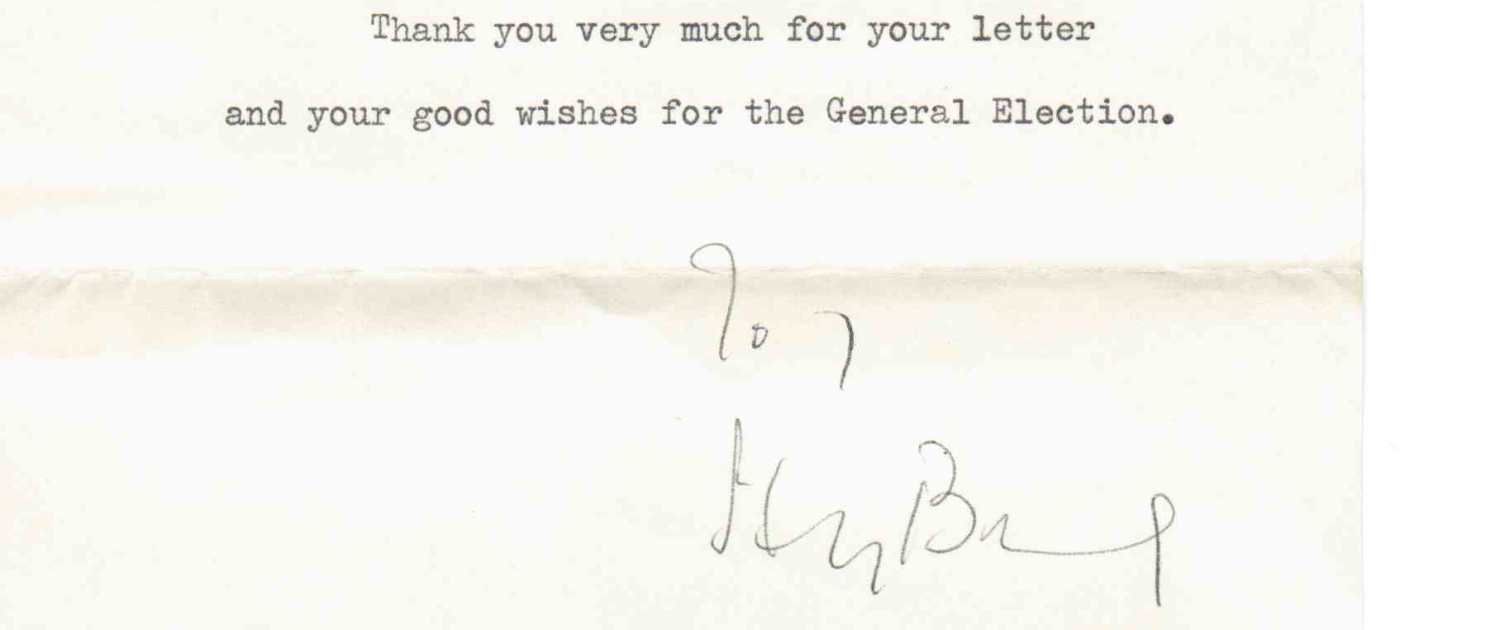 Thank you very much for your letter
and your good wishes for the General Election.